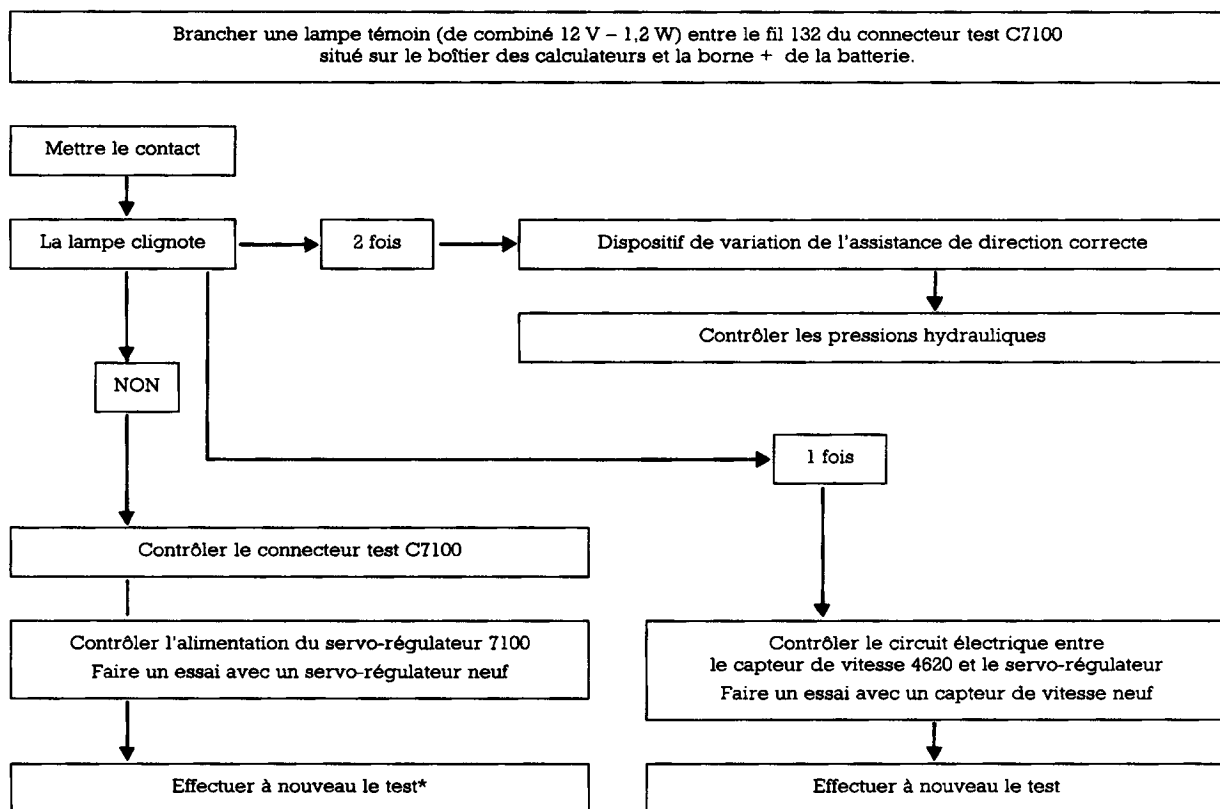 Brancher une lampe témoin (de combiné 12 V – 1,2 W) entre le fil 132 du connecteur test C7100
situé sur le boîtier des calculateurs et la borne + de la batterie.
Mettre le contact
La lampe clignote
2 fois
Dispositif de variation de l'assistance de direction correcte
Contrôler les pressions hydrauliques
NON
1 fois
Contrôler le connecteur test C7100
Contrôler l'alimentation du servo-régulateur 7100
Faire un essai avec un servo-régulateur neuf
Contrôler le circuit électrique entre
le capteur de vitesse 4620 et le servo-régulateur
Faire un essai avec un capteur de vitesse neuf
Effectuer à nouveau le test*
Effectuer à nouveau le test